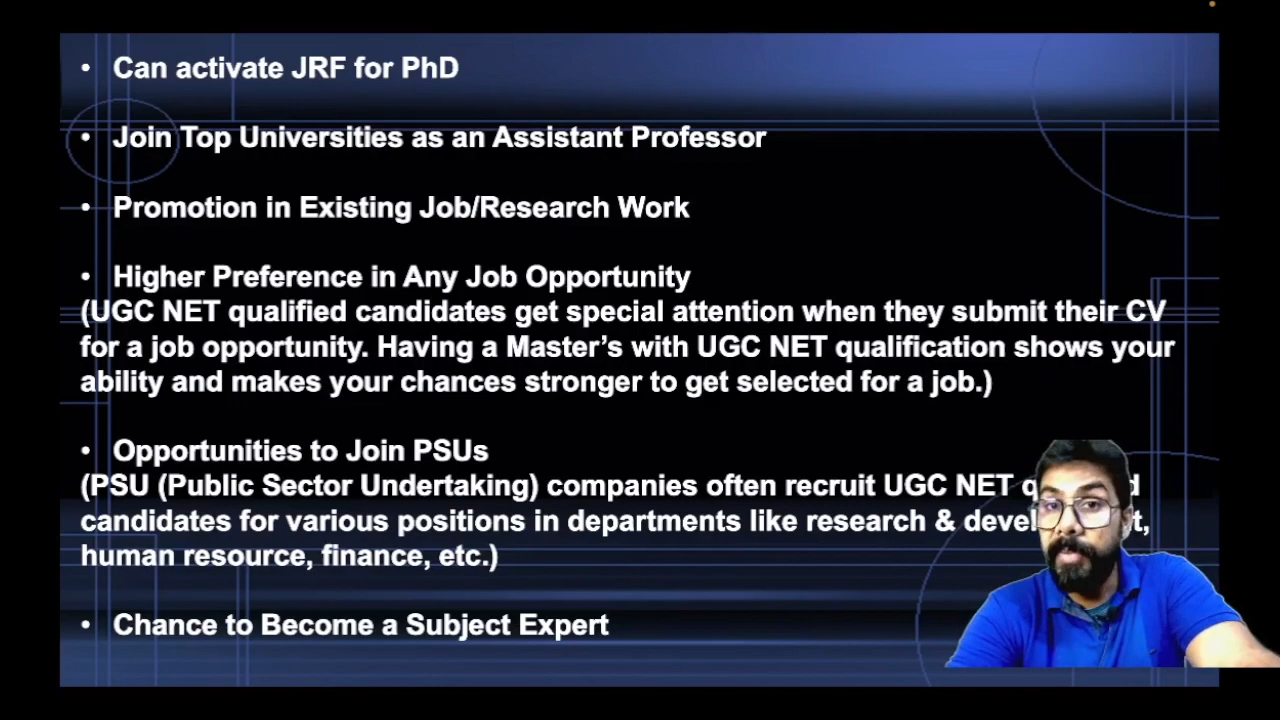 • Can activate JRF for PhD
• Join Top Universities as an Assistant Professor
• Promotion in Existing Job/Research Work
• Higher Preference in Any Job Opportunity
(UGC NET qualified candidates get special attention when they submit their CV
for a job opportunity. Having a Master's with UGC NET qualification shows your
ability and makes your chances stronger to get selected for a job.)
• Opportunities to Join PSUs
(PSU (Public Sector Undertaking) companies often recruit UGC NET
candidates for various positions in departments like research &
human resource, finance, etc.)
• Chance to Become a Subject Expert